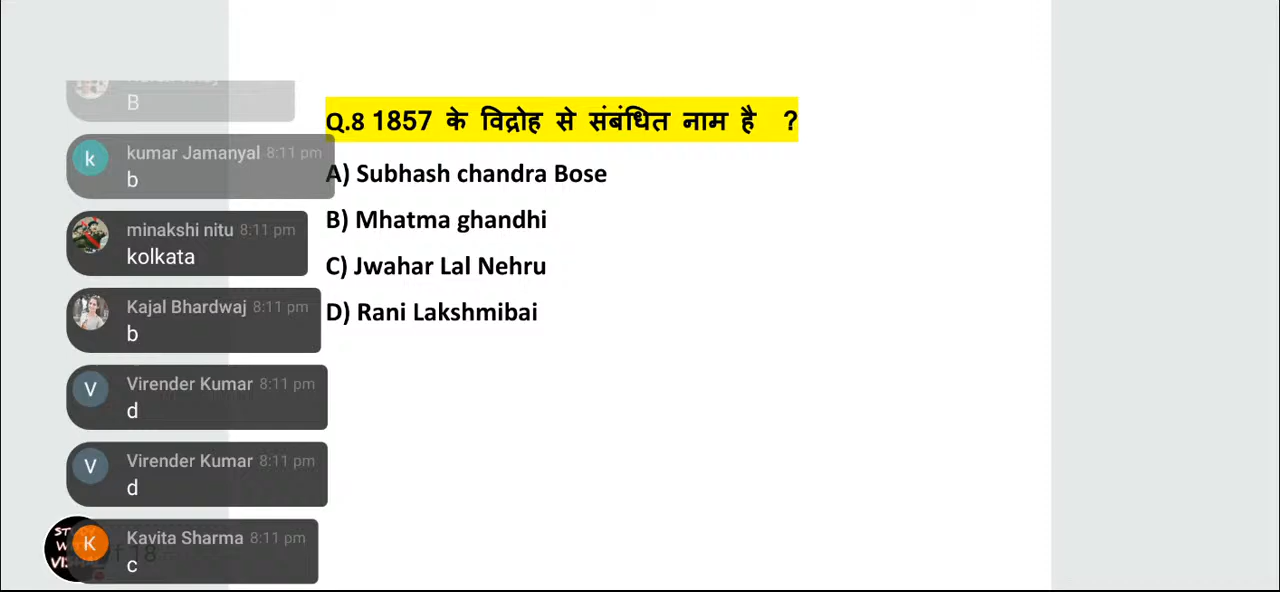 B
kumar Jamanyal 8:11 pm
b
minakshi nitu 8:11 pm
kolkata
Kajal Bhardwaj 8:11 pm
b
Virender Kumar 8:11 pm
d
Virender Kumar 8:11 pm
d
Kavita Sharma 8:11 pm
c
Q.8 1857 के विद्रोह से संबंधित नाम है ?
A) Subhash chandra Bose
B) Mhatma ghandhi
C) Jwahar Lal Nehru
D) Rani Lakshmibai